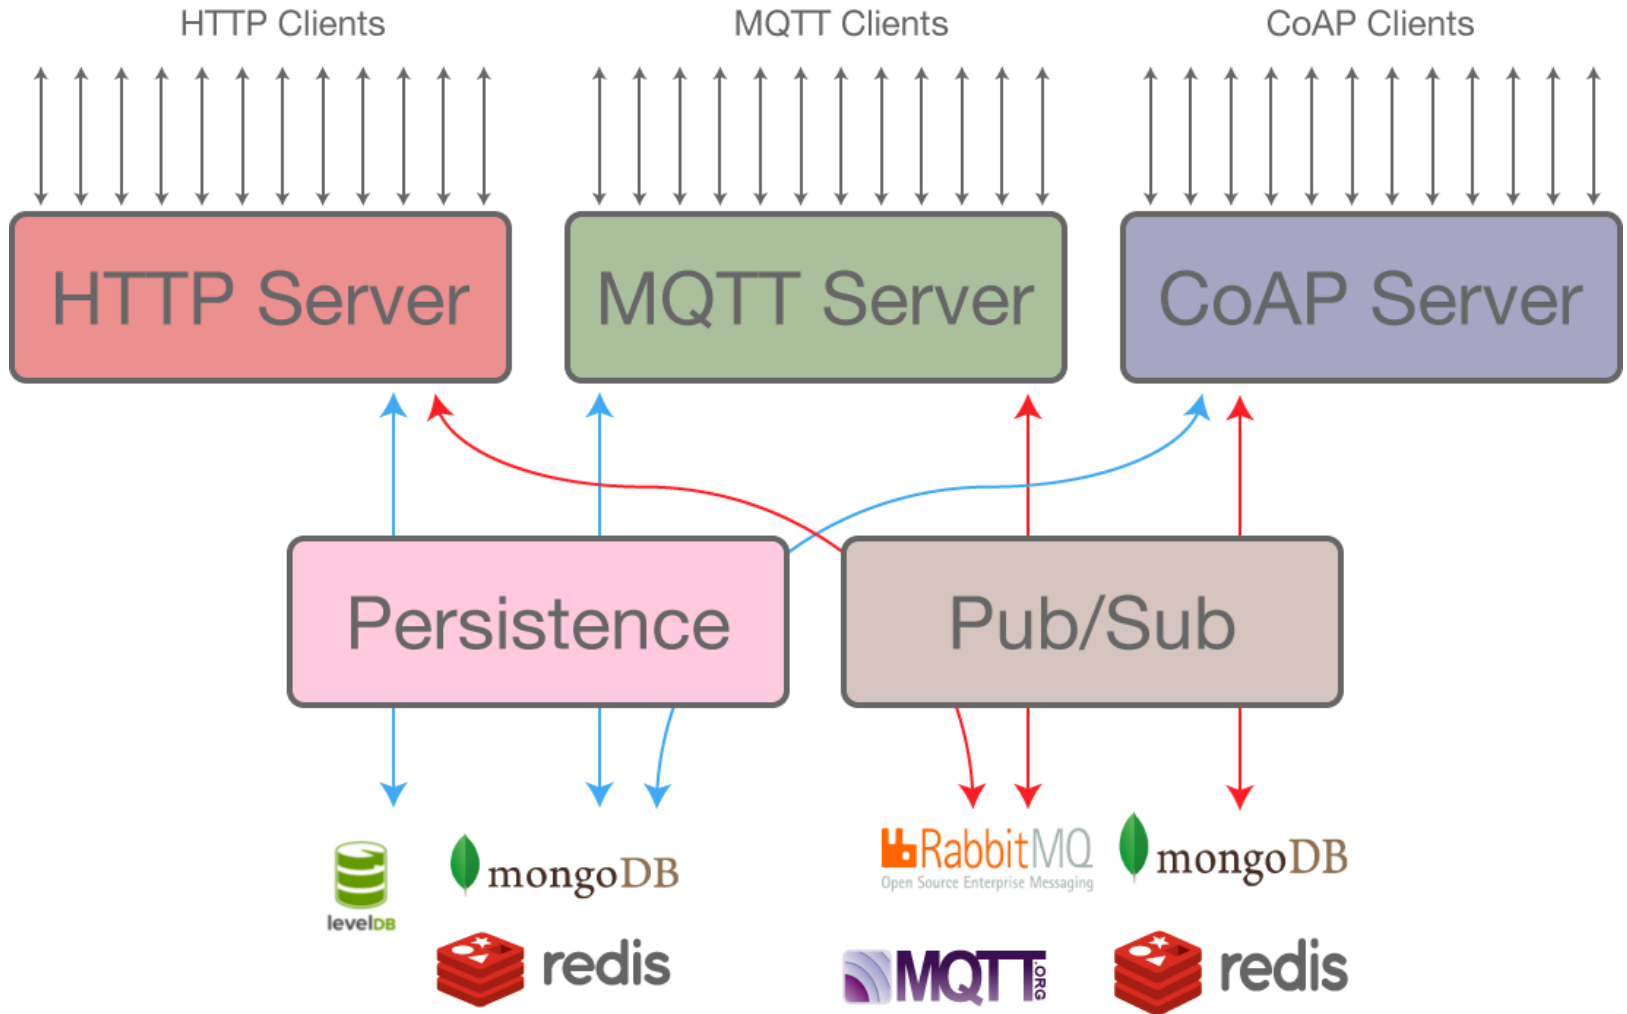 HTTP Clients
MQTT Clients
CoAP Clients
HTTP Server
MQTT Server
CoAP Server
Persistence
Pub/Sub
levelDB
mongoDB
RabbitMQ
Open Source Enterprise Messaging
mongoDB
redis
MQTT.ORG
redis